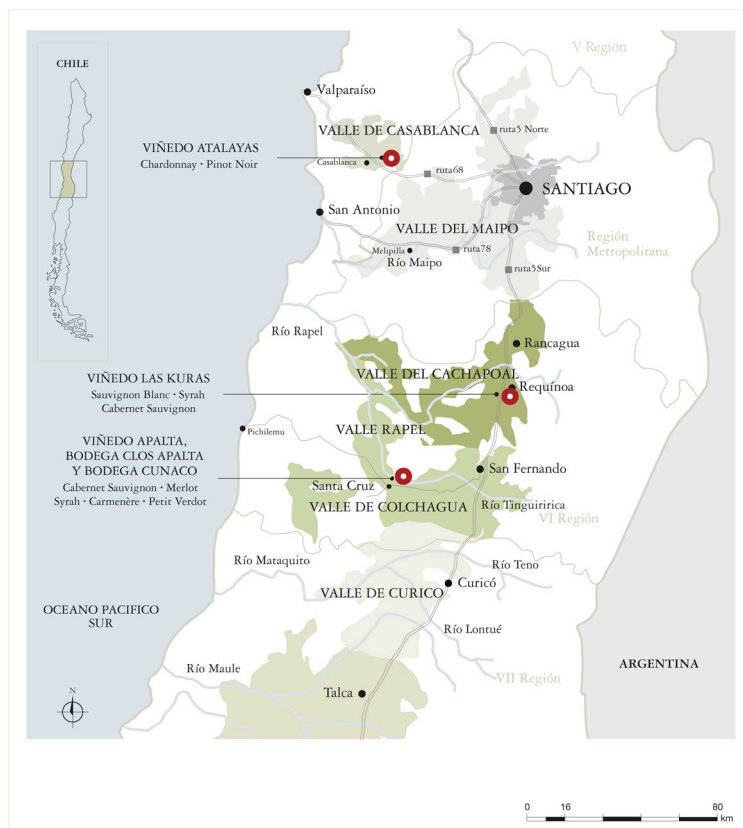 CHILE
V Región
Valparaíso
VALLE DE CASABLANCA
ruta5 Norte
VIÑEDO ATALAYAS
Chardonnay · Pinot Noir
Casablanca
ruta68
SANTIAGO
San Antonio
VALLE DEL MAIPO
Región
Metropolitana
Melipilla
ruta78
Río Maipo
ruta5Sur
Río Rapel
Rancagua
VALLE DEL CACHAPOAL
VIÑEDO LAS KURAS
Sauvignon Blanc · Syrah
Cabernet Sauvignon
Requínoa
VALLE RAPEL
Pichilemu
VIÑEDO APALTA,
BODEGA CLOS APALTA
Y BODEGA CUNACO
Cabernet Sauvignon · Merlot
Syrah · Carmenère · Petit Verdot
San Fernando
Santa Cruz
VALLE DE COLCHAGUA
Río Tinguiririca
VI Región
Río Mataquito
Río Teno
VALLE DE CURICO
Curicó
OCEANO PACIFICO
SUR
Río Lontué
Río Maule
VII Región
ARGENTINA
Talca
N
0 16 80
km